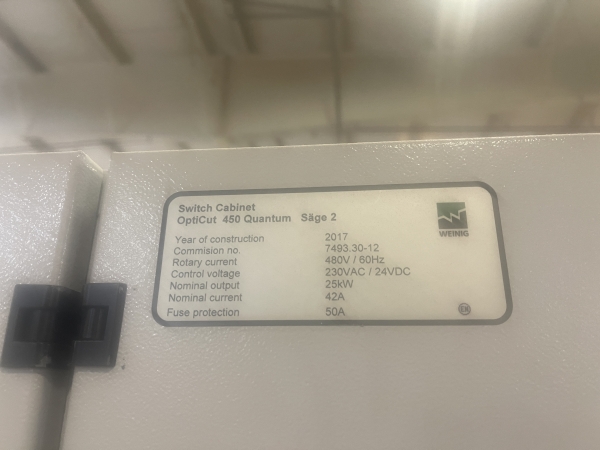 Switch Cabinet
OptiCut 450 Quantum Säge 2
WEINIG
Year of construction 2017
Commision no. 7493.30-12
Rotary current 480V / 60Hz
Control voltage 230VAC / 24VDC
Nominal output 25kW
Nominal current 42A
Fuse protection 50A